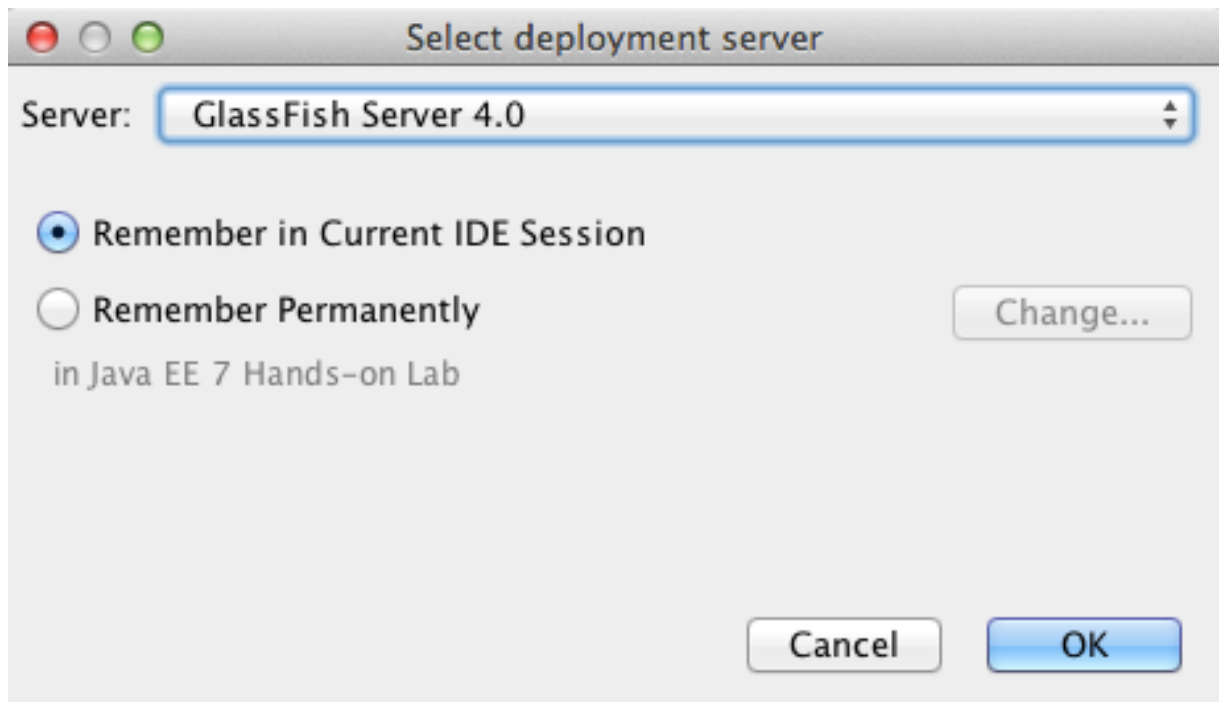 Select deployment server
Server: GlassFish Server 4.0
Remember in Current IDE Session
Remember Permanently Change...
in Java EE 7 Hands-on Lab
Cancel OK